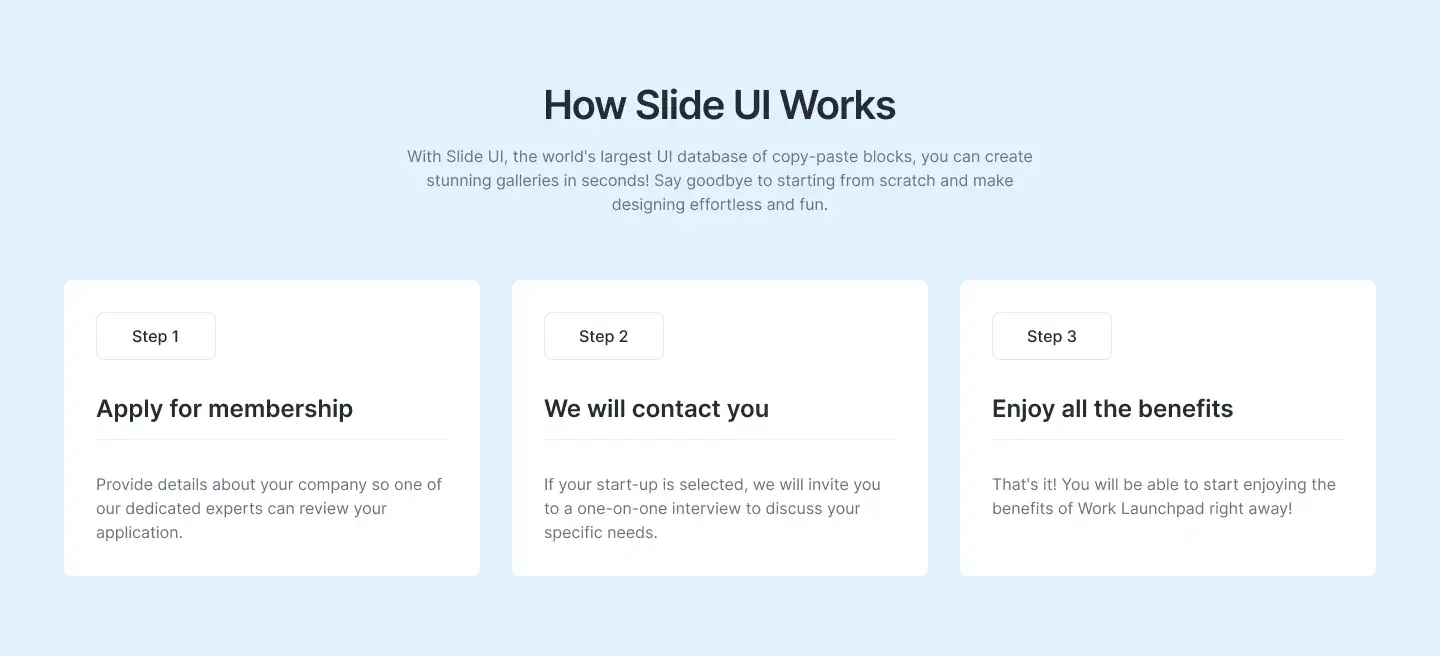 How Slide UI Works
With Slide UI, the world's largest UI database of copy-paste blocks, you can create
stunning galleries in seconds! Say goodbye to starting from scratch and make
designing effortless and fun.
Step 1
Apply for membership
Provide details about your company so one of
our dedicated experts can review your
application.
Step 2
We will contact you
If your start-up is selected, we will invite you
to a one-on-one interview to discuss your
specific needs.
Step 3
Enjoy all the benefits
That's it! You will be able to start enjoying the
benefits of Work Launchpad right away!